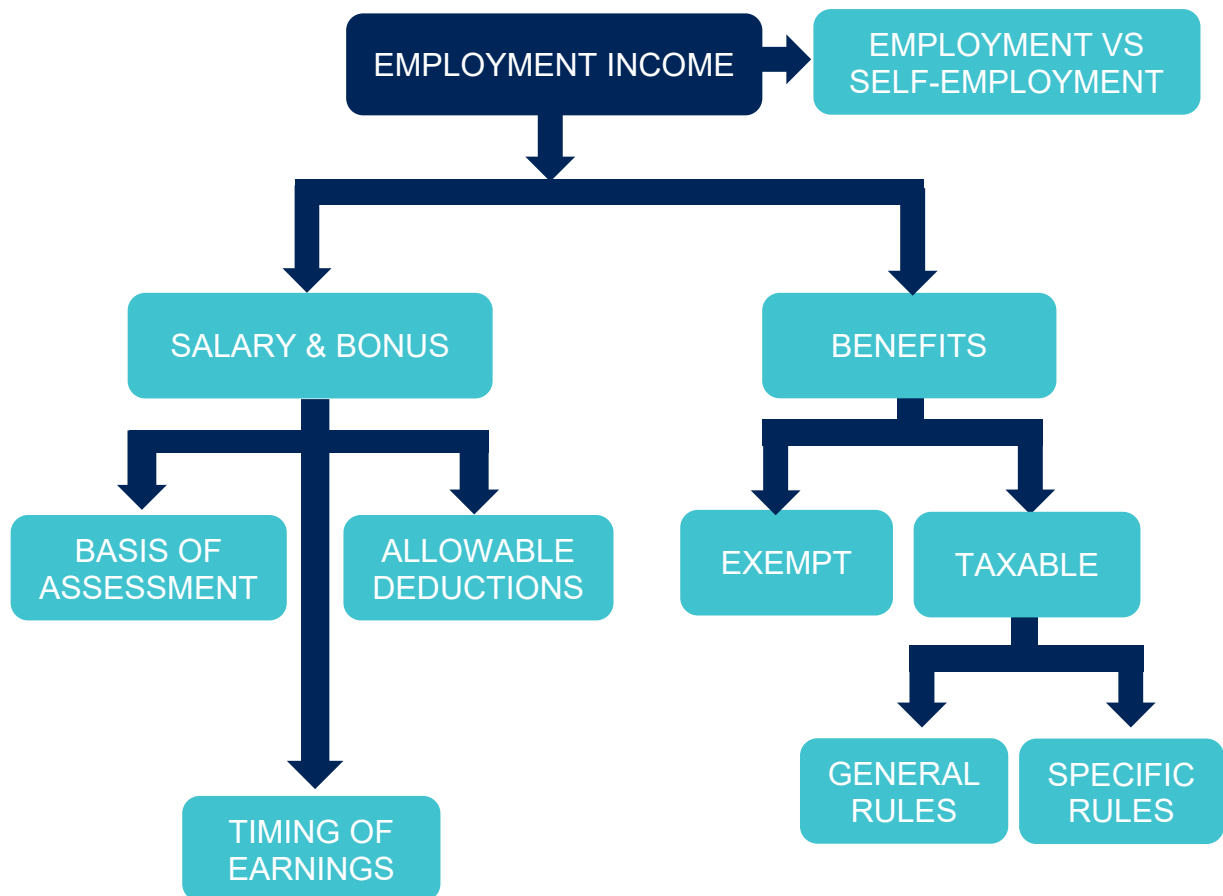 EMPLOYMENT INCOME
EMPLOYMENT VS
SELF-EMPLOYMENT
SALARY & BONUS
BENEFITS
BASIS OF
ASSESSMENT
ALLOWABLE
DEDUCTIONS
EXEMPT
TAXABLE
GENERAL
RULES
SPECIFIC
RULES
TIMING OF
EARNINGS